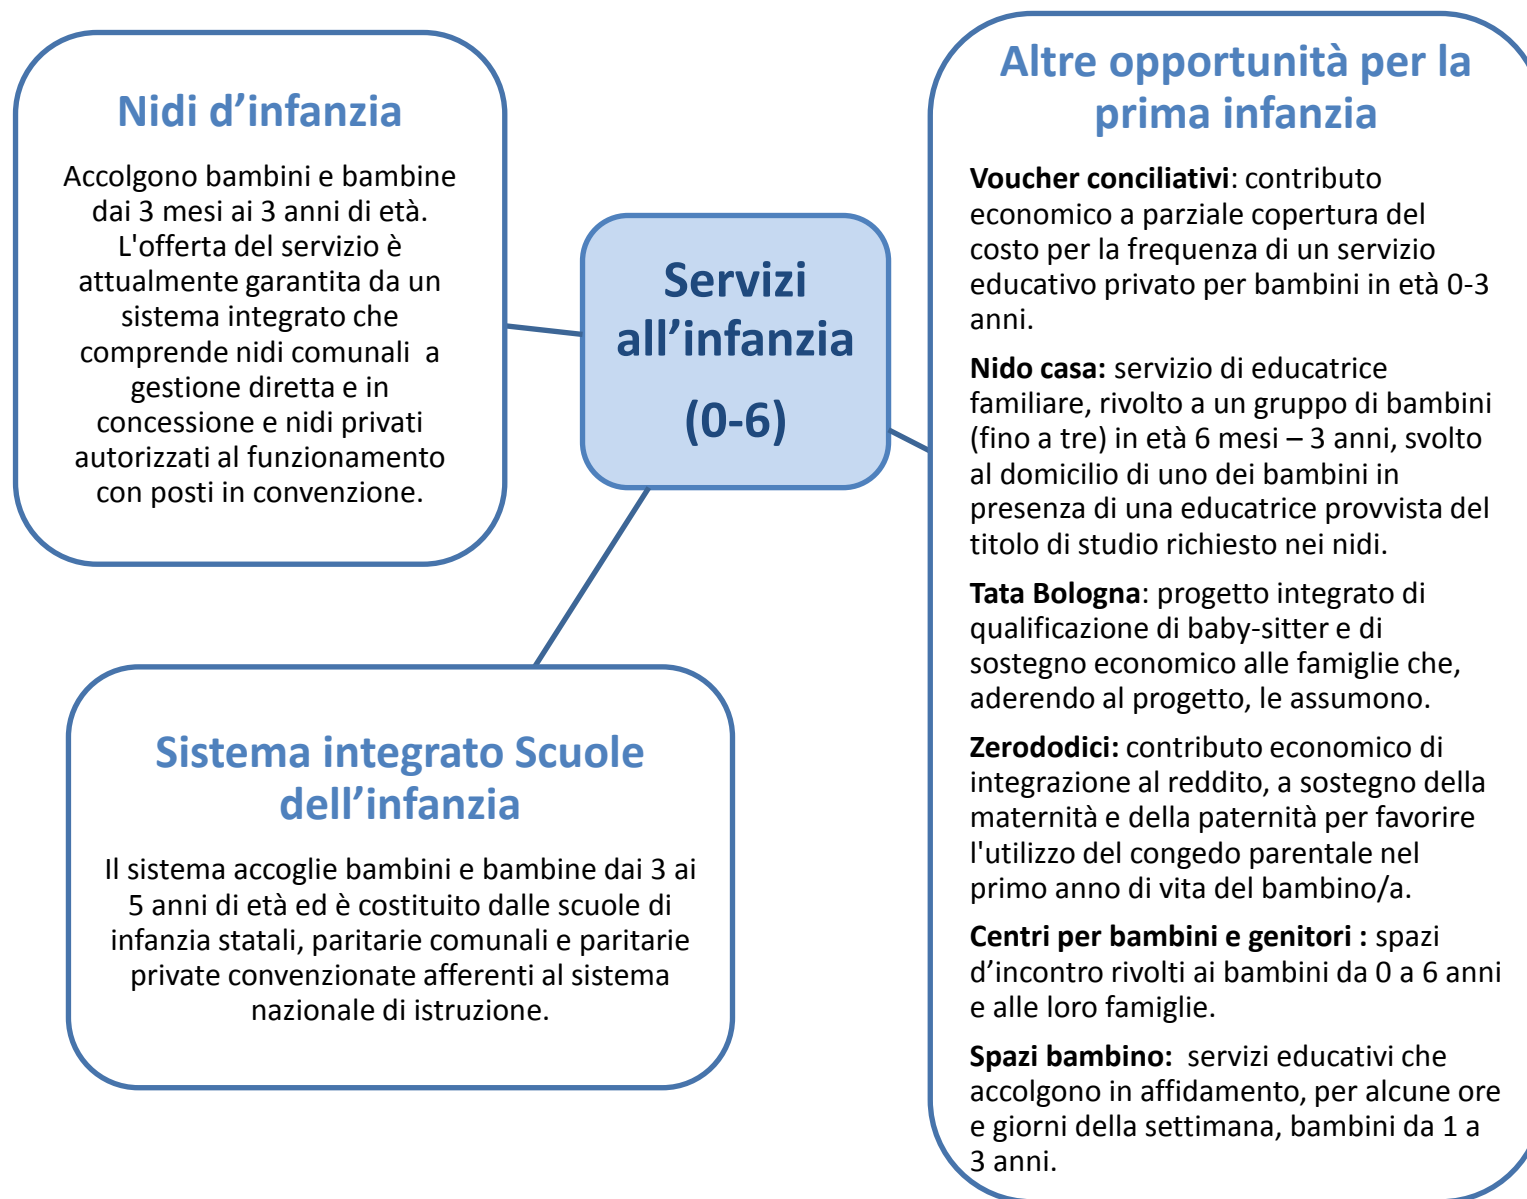 Nidi d’infanzia
Accolgono bambini e bambine
dai 3 mesi ai 3 anni di età.
L'offerta del servizio è
attualmente garantita da un
sistema integrato che
comprende nidi comunali  a
gestione diretta e in
concessione e nidi privati
autorizzati al funzionamento
con posti in convenzione.
Servizi
all’infanzia
(0-6)
Sistema integrato Scuole
dell’infanzia
Il sistema accoglie bambini e bambine dai 3 ai
5 anni di età ed è costituito dalle scuole di
infanzia statali, paritarie comunali e paritarie
private convenzionate afferenti al sistema
nazionale di istruzione.
Altre opportunità per la
prima infanzia
Voucher conciliativi: contributo
economico a parziale copertura del
costo per la frequenza di un servizio
educativo privato per bambini in età 0-3
anni.
Nido casa: servizio di educatrice
familiare, rivolto a un gruppo di bambini
(fino a tre) in età 6 mesi – 3 anni, svolto
al domicilio di uno dei bambini in
presenza di una educatrice provvista del
titolo di studio richiesto nei nidi.
Tata Bologna: progetto integrato di
qualificazione di baby-sitter e di
sostegno economico alle famiglie che,
aderendo al progetto, le assumono.
Zerododici: contributo economico di
integrazione al reddito, a sostegno della
maternità e della paternità per favorire
l'utilizzo del congedo parentale nel
primo anno di vita del bambino/a.
Centri per bambini e genitori : spazi
d’incontro rivolti ai bambini da 0 a 6 anni
e alle loro famiglie.
Spazi bambino:  servizi educativi che
accolgono in affidamento, per alcune ore
e giorni della settimana, bambini da 1 a
3 anni.